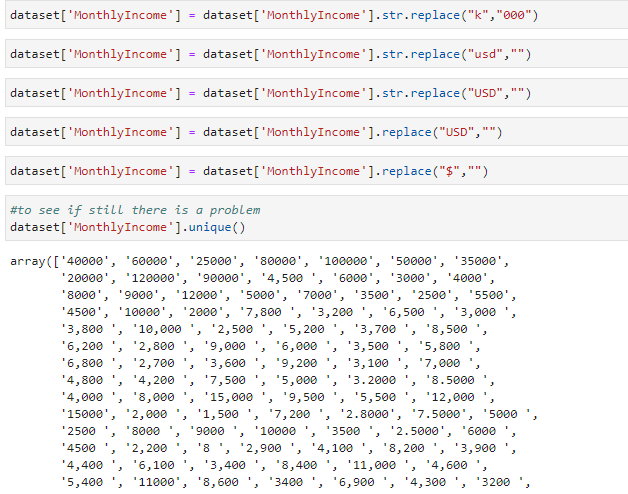 dataset['MonthlyIncome'] = dataset['MonthlyIncome'].str.replace("k","000")
dataset['MonthlyIncome'] = dataset['MonthlyIncome'].str.replace("usd","")
dataset['MonthlyIncome'] = dataset['MonthlyIncome'].str.replace("USD","")
dataset['MonthlyIncome'] = dataset['MonthlyIncome'].replace("USD","")
dataset['MonthlyIncome'] = dataset['MonthlyIncome'].replace("$","")
#to see if still there is a problem
dataset['MonthlyIncome'].unique()
array(['40000', '60000', '25000', '80000', '100000', '50000', '35000',
'20000', '120000', '90000', '4,500 ', '6000', '3000', '4000',
'8000', '9000', '12000', '5000', '7000', '3500', '2500', '5500',
'4500', '10000', '2000', '7,800 ', '3,200 ', '6,500 ', '3,000 ',
'3,800 ', '10,000 ', '2,500 ', '5,200 ', '3,700 ', '8,500 ',
'6,200 ', '2,800 ', '9,000 ', '6,000 ', '3,500 ', '5,800 ',
'6,800 ', '2,700 ', '3,600 ', '9,200 ', '3,100 ', '7,000 ',
'4,800 ', '4,200 ', '7,500 ', '5,000 ', '3.2000 ', '8.5000 ',
'4,000 ', '8,000 ', '15,000 ', '9,500 ', '5,500 ', '12,000 ',
'15000', '2,000 ', '1,500 ', '7,200 ', '2.8000', '7.5000', '5000 ',
'2500 ', '8000 ', '9000 ', '10000 ', '3500 ', '2.5000', '6000 ',
'4500 ', '2,200 ', '8 ', '2,900 ', '4,100 ', '8,200 ', '3,900 ',
'4,400 ', '6,100 ', '3,400 ', '8,400 ', '11,000 ', '4,600 ',
'5,400 ', '11000', '8,600 ', '3400 ', '6,900 ', '4,300 ', '3200 ',